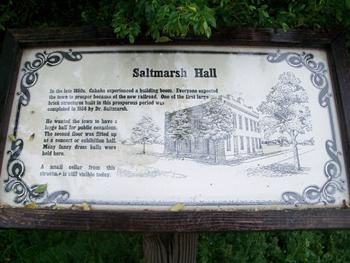 Saltmarsh Hall
In the late 1850s, Cahaba experienced a building boom. Everyone expected
the town to prosper because of the new railroad. One of the first large
brick structures built in this prosperous period was
completed in 1856 by Dr. Saltmarsh.
He wanted the town to have a
large hall for public occasions.
The second floor was fitted up
as a concert or exhibition hall.
Many fancy dress balls were
held here.
A small cellar from this
structure is still visible today.